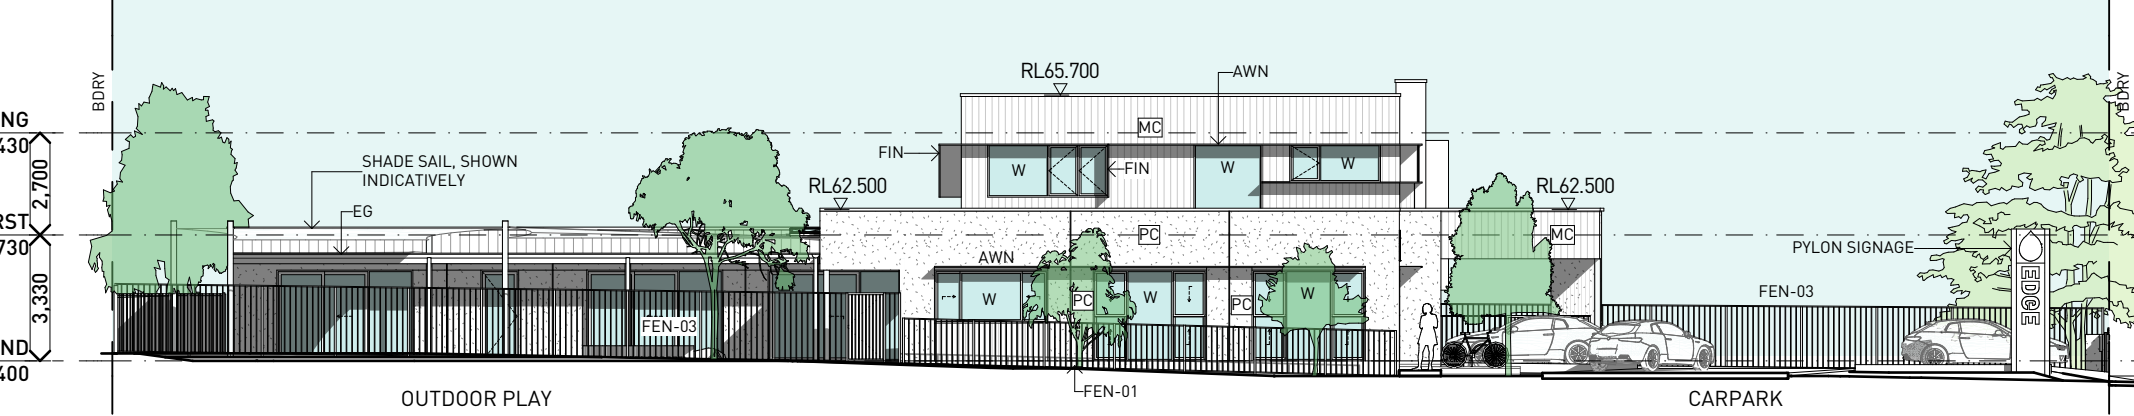 BDRY
RL65.700
AWN
BDRY
NG
430
MC
FIN
W
FIN
W
W
SHADE SAIL, SHOWN
INDICATIVELY
2,700
RL62.500
RL62.500
EG
RST
730
PC
MC
PYLON SIGNAGE
AWN
EDGE
3,330
W
PC
W
PC
W
FEN-03
FEN-03
ND
400
FEN-01
OUTDOOR PLAY
CARPARK